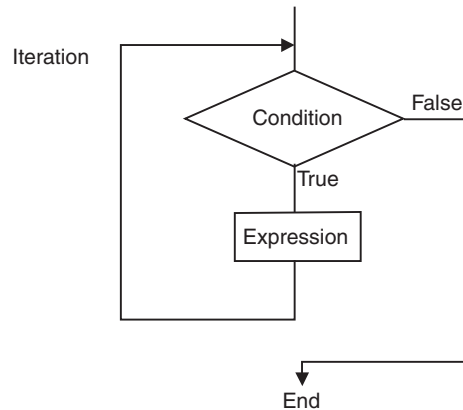 Iteration
Condition
False
True
Expression
End